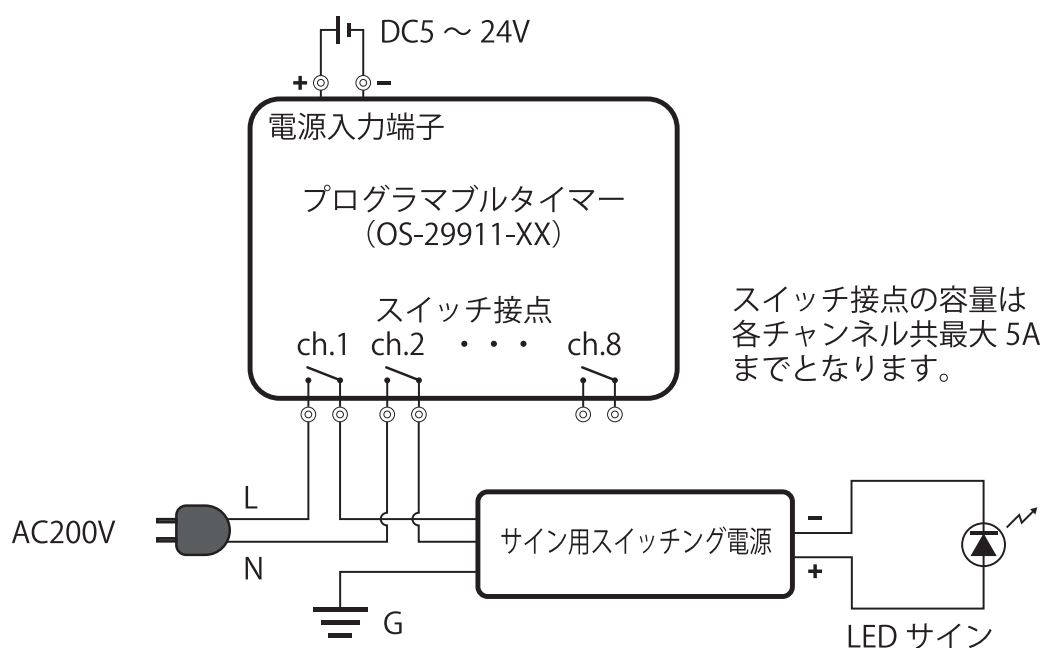 DC5 ～ 24V
+ −
電源入力端子
プログラマブルタイマー
（OS-29911-XX）
スイッチ接点
ch.1 ch.2 ・・・ ch.8
スイッチ接点の容量は
各チャンネル共最大 5A
までとなります。
L
AC200V
N
サイン用スイッチング電源
−
+
G
LED サイン